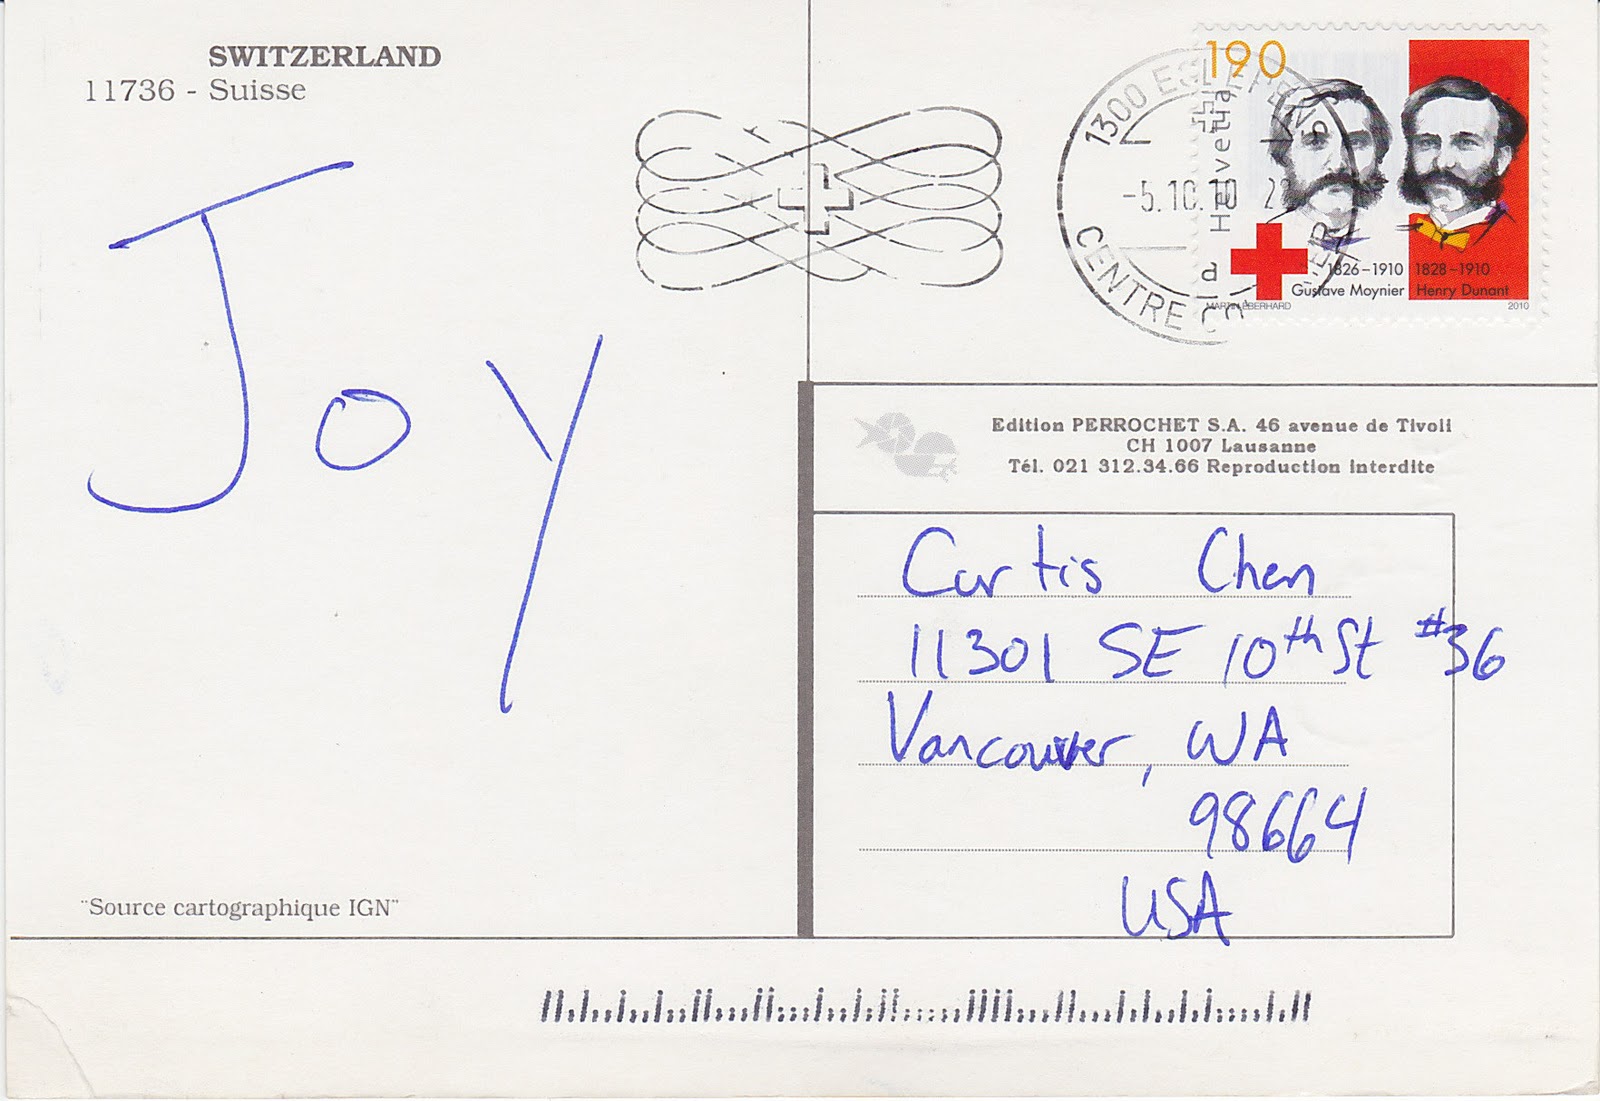 SWITZERLAND
11736 - Suisse
Joy
"Source cartographique IGN"
190
Helvetia
-5.10.10
CENTRE
1826–1910
Gustave Moynier
1828–1910
Henry Dunant
MARTIN EBERHARD
2010
Edition PERROCHET S.A. 46 avenue de Tivoli
CH 1007 Lausanne
Tél. 021 312.34.66 Reproduction interdite
Curtis Chen
11301 SE 10th St #36
Vancouver, WA
98664
USA